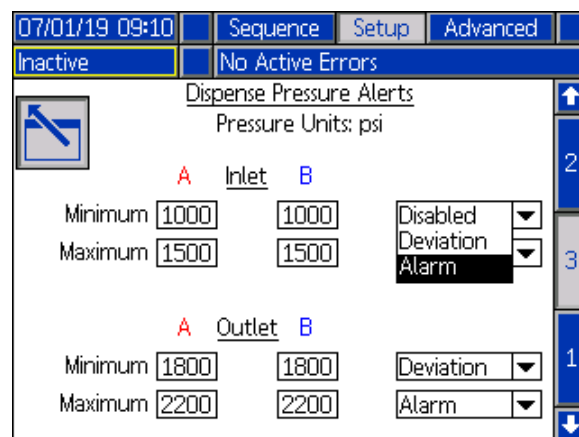 07/01/19 09:10 Sequence Setup Advanced
Inactive No Active Errors
Dispense Pressure Alerts
Pressure Units: psi
2
A Inlet B
Minimum 1000 1000 Disabled
Deviation
Maximum 1500 1500
Alarm
3
A Outlet B
Minimum 1800 1800 Deviation
1
Maximum 2200 2200 Alarm